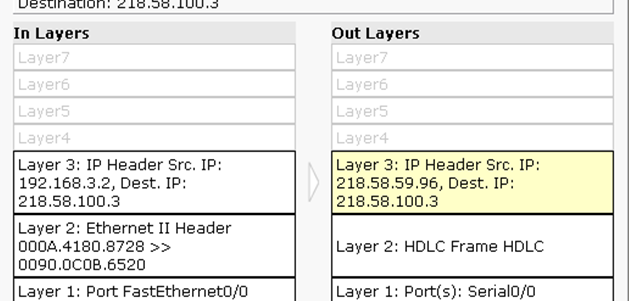 Destination: 218.58.100.3
In Layers
Layer7
Layer6
Layer5
Layer4
Layer 3: IP Header Src. IP:
192.168.3.2, Dest. IP:
218.58.100.3
Layer 2: Ethernet II Header
000A.4180.8728 >>
0090.0C0B.6520
Layer 1: Port FastEthernet0/0
Out Layers
Layer7
Layer6
Layer5
Layer4
Layer 3: IP Header Src. IP:
218.58.59.96, Dest. IP:
218.58.100.3
Layer 2: HDLC Frame HDLC
Layer 1: Port(s): Serial0/0